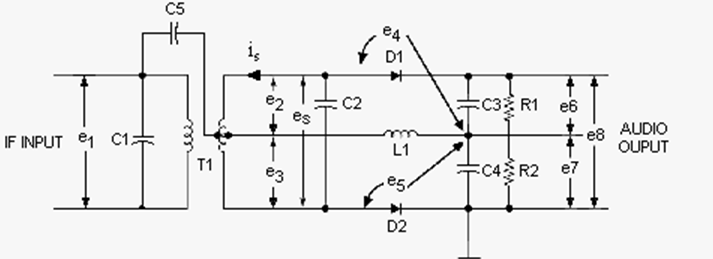 C5
e4
is
D1
IF INPUT
e1
C1
T1
e2
es
C2
L1
C3
R1
e6
e8
AUDIO
OUPUT
e3
e5
C4
R2
e7
D2